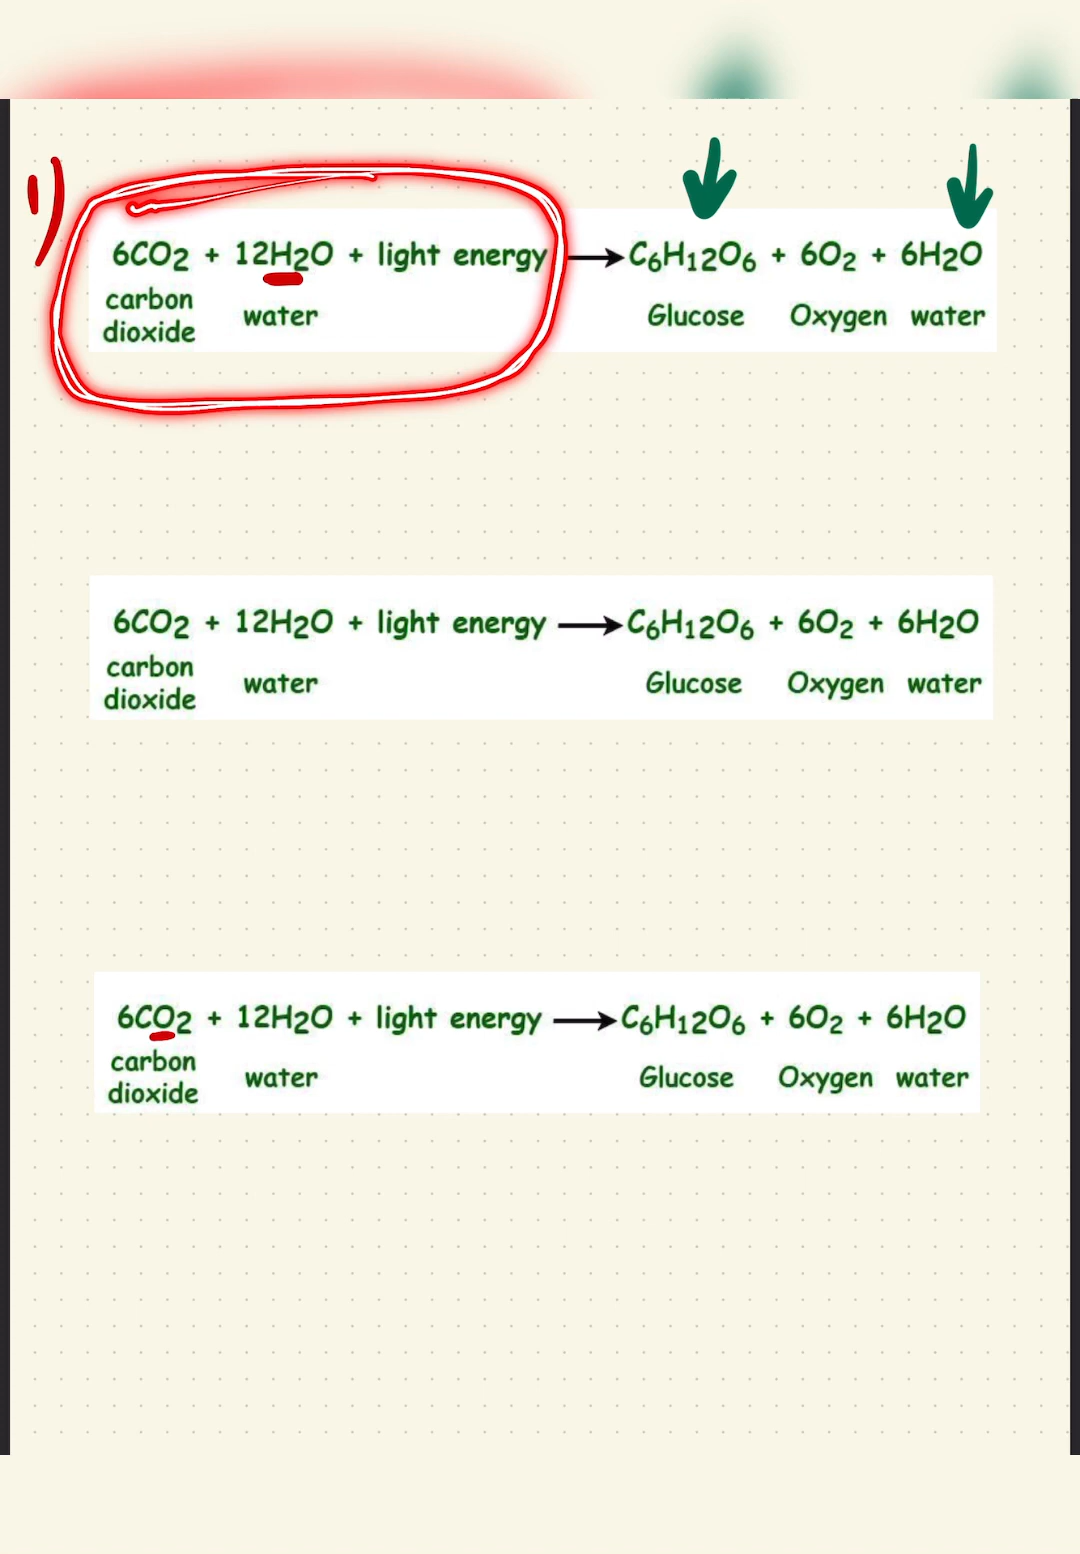 1)
6CO2 + 12H2O + light energy → C6H12O6 + 6O2 + 6H2O
carbon dioxide water Glucose Oxygen water
6CO2 + 12H2O + light energy → C6H12O6 + 6O2 + 6H2O
carbon dioxide water Glucose Oxygen water
6CO2 + 12H2O + light energy → C6H12O6 + 6O2 + 6H2O
carbon dioxide water Glucose Oxygen water